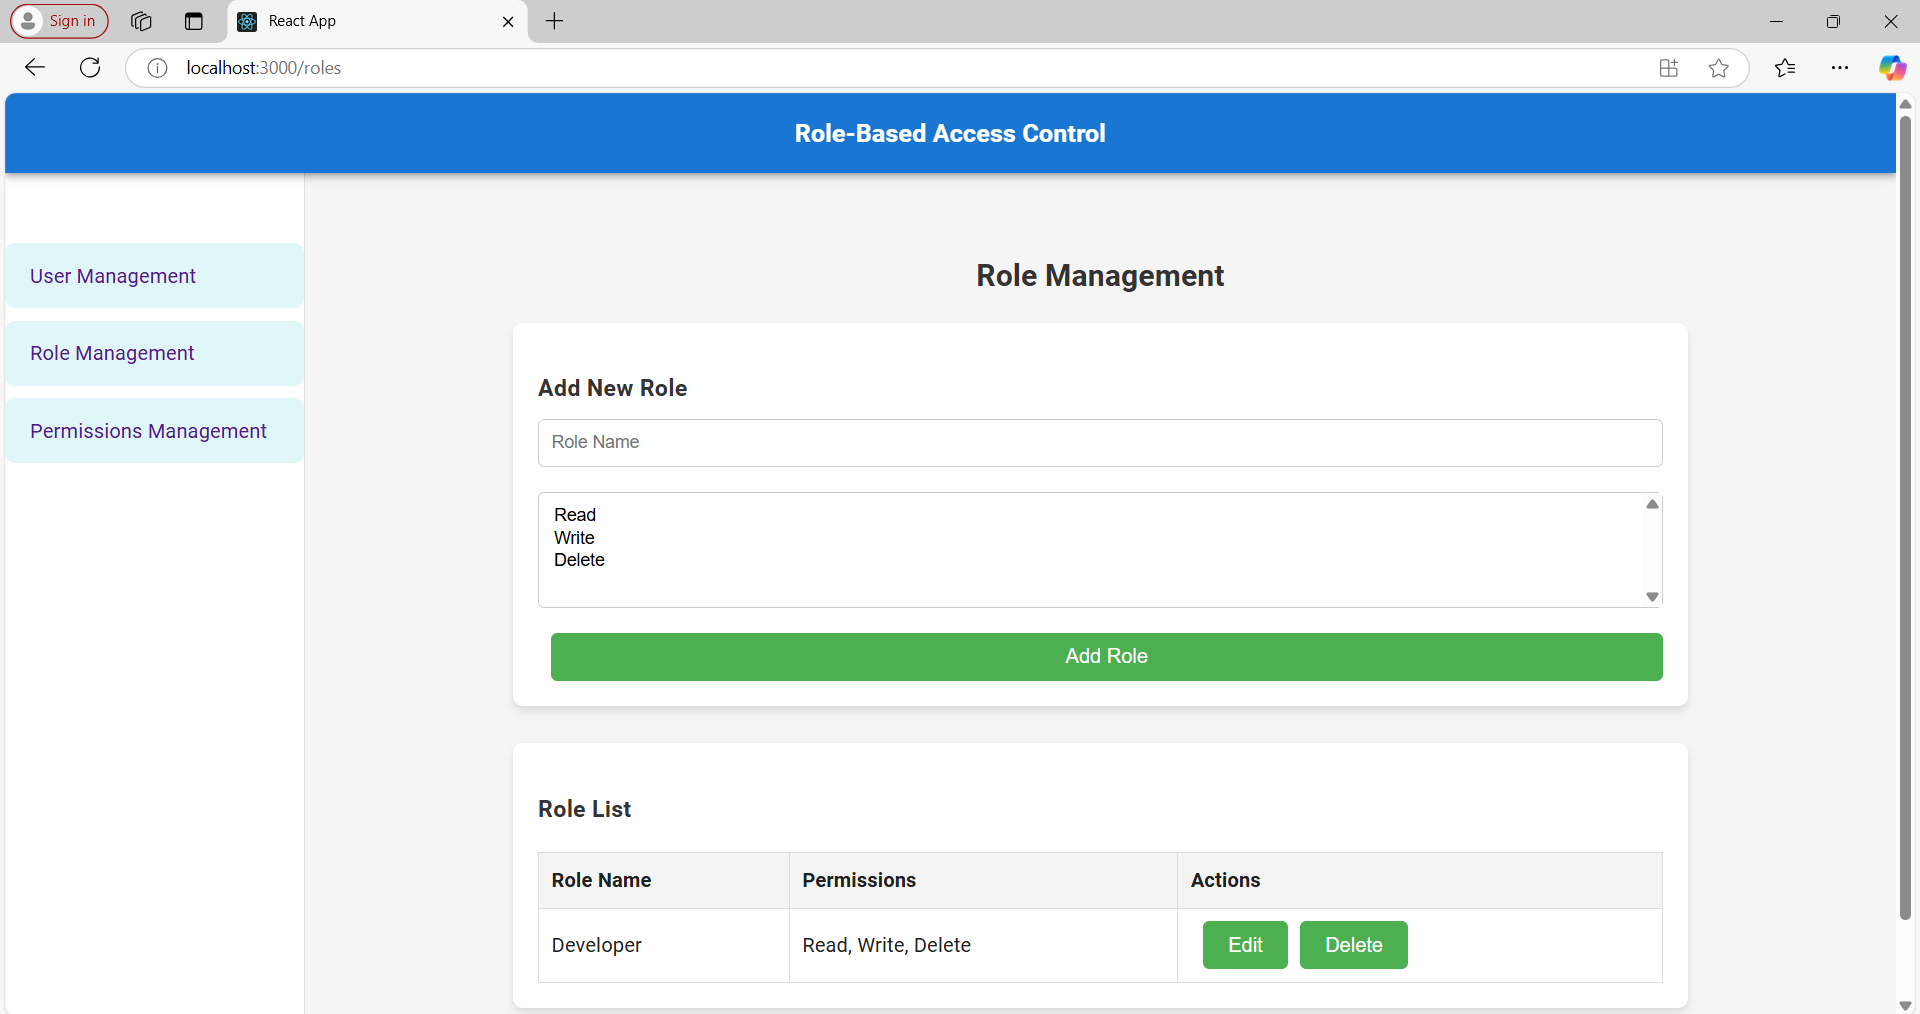 Sign in
React App
localhost:3000/roles
Role-Based Access Control
User Management
Role Management
Permissions Management
Role Management
Add New Role
Role Name
Read
Write
Delete
Add Role
Role List
Role Name Permissions Actions
Developer Read, Write, Delete Edit Delete